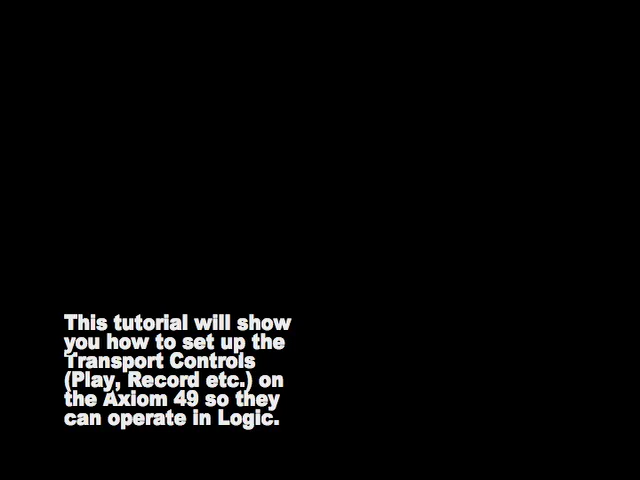 This tutorial will show
you how to set up the
Transport Controls
(Play, Record etc.) on
the Axiom 49 so they
can operate in Logic.